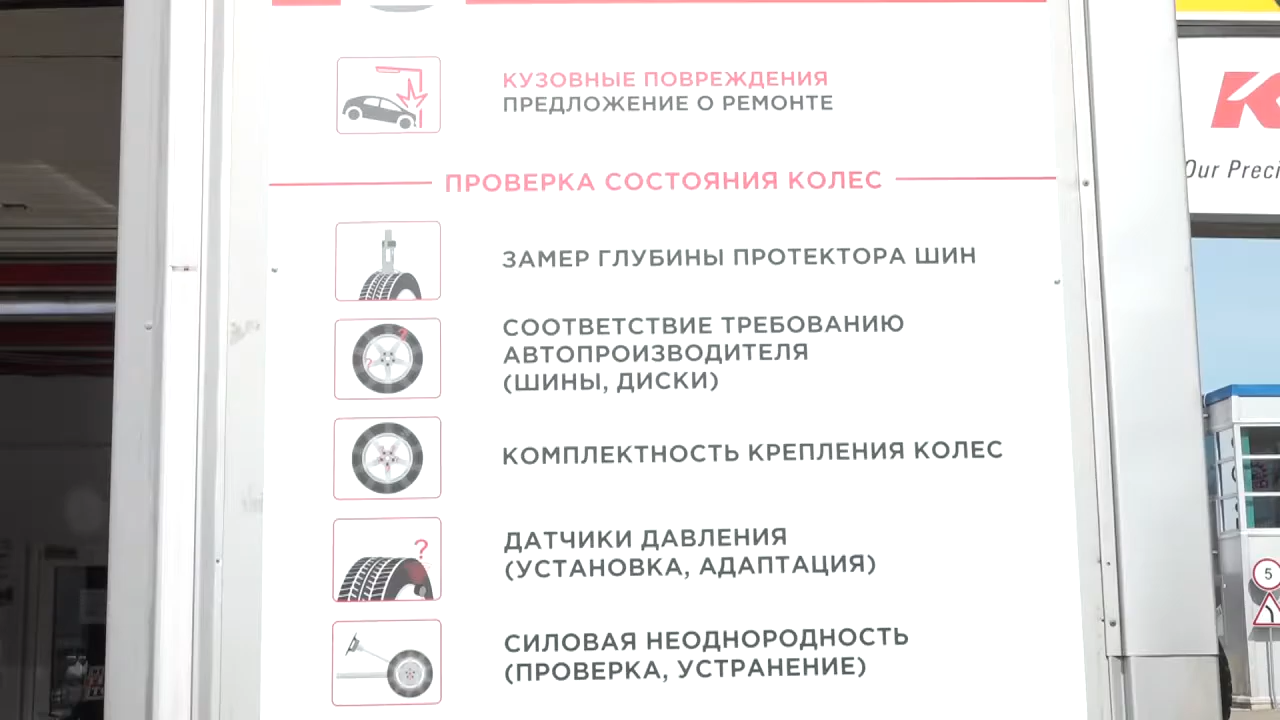 КУЗОВНЫЕ ПОВРЕЖДЕНИЯ
ПРЕДЛОЖЕНИЕ О РЕМОНТЕ
ПРОВЕРКА СОСТОЯНИЯ КОЛЕС
ЗАМЕР ГЛУБИНЫ ПРОТЕКТОРА ШИН
СООТВЕТСТВИЕ ТРЕБОВАНИЮ
АВТОПРОИЗВОДИТЕЛЯ
(ШИНЫ, ДИСКИ)
КОМПЛЕКТНОСТЬ КРЕПЛЕНИЯ КОЛЕС
?
ДАТЧИКИ ДАВЛЕНИЯ
(УСТАНОВКА, АДАПТАЦИЯ)
СИЛОВАЯ НЕОДНОРОДНОСТЬ
(ПРОВЕРКА, УСТРАНЕНИЕ)
K
Our Preci
5